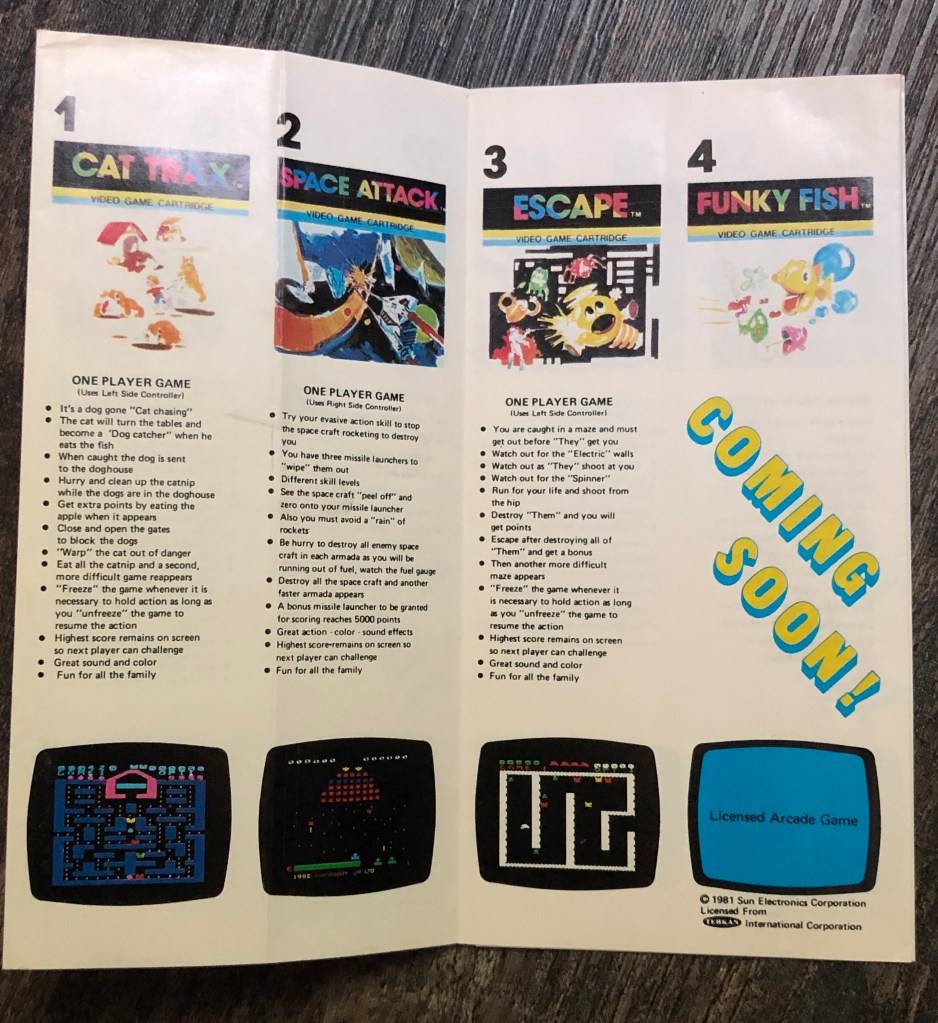 1
CAT TRAX™
VIDEO GAME CARTRIDGE
ONE PLAYER GAME
(Uses Left Side Controller)
● It's a dog gone "Cat chasing"
● The cat will turn the tables and
become a 'Dog catcher" when he
eats the fish
● When caught the dog is sent
to the doghouse
● Hurry and clean up the catnip
while the dogs are in the doghouse
● Get extra points by eating the
apple when it appears
● Close and open the gates
to block the dogs
● "Warp" the cat out of danger
● Eat all the catnip and a second,
more difficult game reappears
● "Freeze" the game whenever it is
necessary to hold action as long as
you "unfreeze" the game to
resume the action
● Highest score remains on screen
so next player can challenge
● Great sound and color
● Fun for all the family
2
SPACE ATTACK™
VIDEO GAME CARTRIDGE
ONE PLAYER GAME
(Uses Right Side Controller)
● Try your evasive action skill to stop
the space craft rocketing to destroy
you
● You have three missile launchers to
"wipe" them out
● Different skill levels
● See the space craft "peel off" and
zero onto your missile launcher
● Also you must avoid a "rain" of
rockets
● Be hurry to destroy all enemy space
craft in each armada as you will be
running out of fuel, watch the fuel gauge
● Destroy all the space craft and another
faster armada appears
● A bonus missile launcher to be granted
for scoring reaches 5000 points
● Great action - color - sound effects
● Highest score-remains on screen so
next player can challenge
● Fun for all the family
1982
LTD
3
ESCAPE™
VIDEO GAME CARTRIDGE
ONE PLAYER GAME
(Uses Left Side Controller)
● You are caught in a maze and must
get out before "They" get you
● Watch out for the "Electric" walls
● Watch out as "They" shoot at you
● Watch out for the "Spinner"
● Run for your life and shoot from
the hip
● Destroy "Them" and you will
get points
● Escape after destroying all of
"Them" and get a bonus
● Then another more difficult
maze appears
● "Freeze" the game whenever it
is necessary to hold action as long
as you "unfreeze" the game to
resume the action
● Highest score remains on screen
so next player can challenge
● Great sound and color
● Fun for all the family
4
FUNKY FISH™
VIDEO GAME CARTRIDGE
COMING
SOON!
Licensed Arcade Game
© 1981 Sun Electronics Corporation
Licensed From
TEHKAN International Corporation